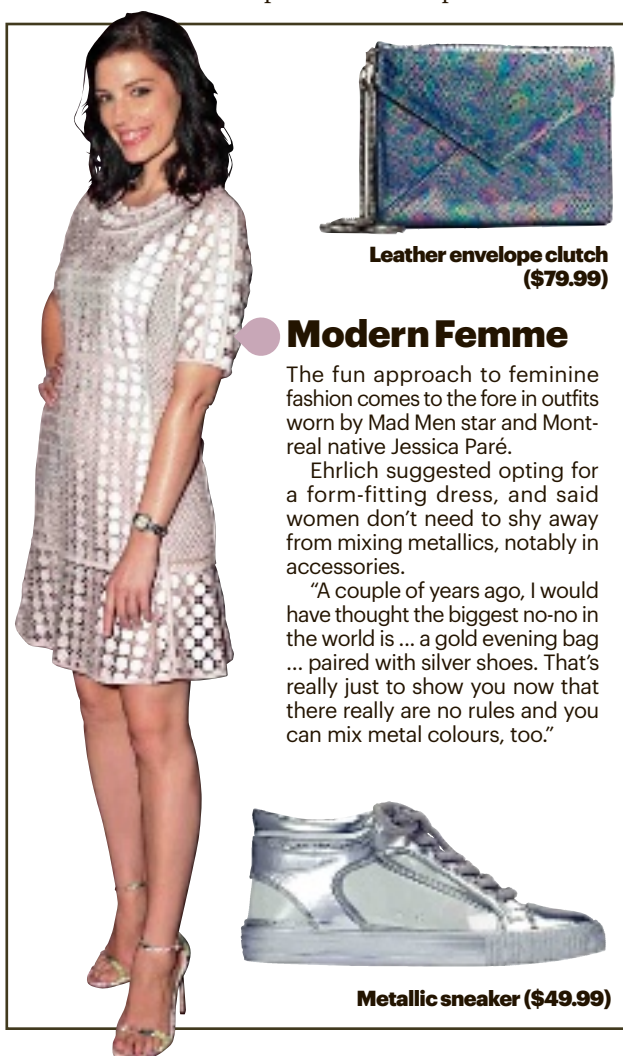 Leather envelope clutch
($79.99)
Modern Femme
The fun approach to feminine
fashion comes to the fore in outfits
worn by Mad Men star and Mont-
real native Jessica Paré.
Ehrlich suggested opting for
a form-fitting dress, and said
women don’t need to shy away
from mixing metallics, notably in
accessories.
“A couple of years ago, I would
have thought the biggest no-no in
the world is ... a gold evening bag
... paired with silver shoes. That’s
really just to show you now that
there really are no rules and you
can mix metal colours, too.”
Metallic sneaker ($49.99)